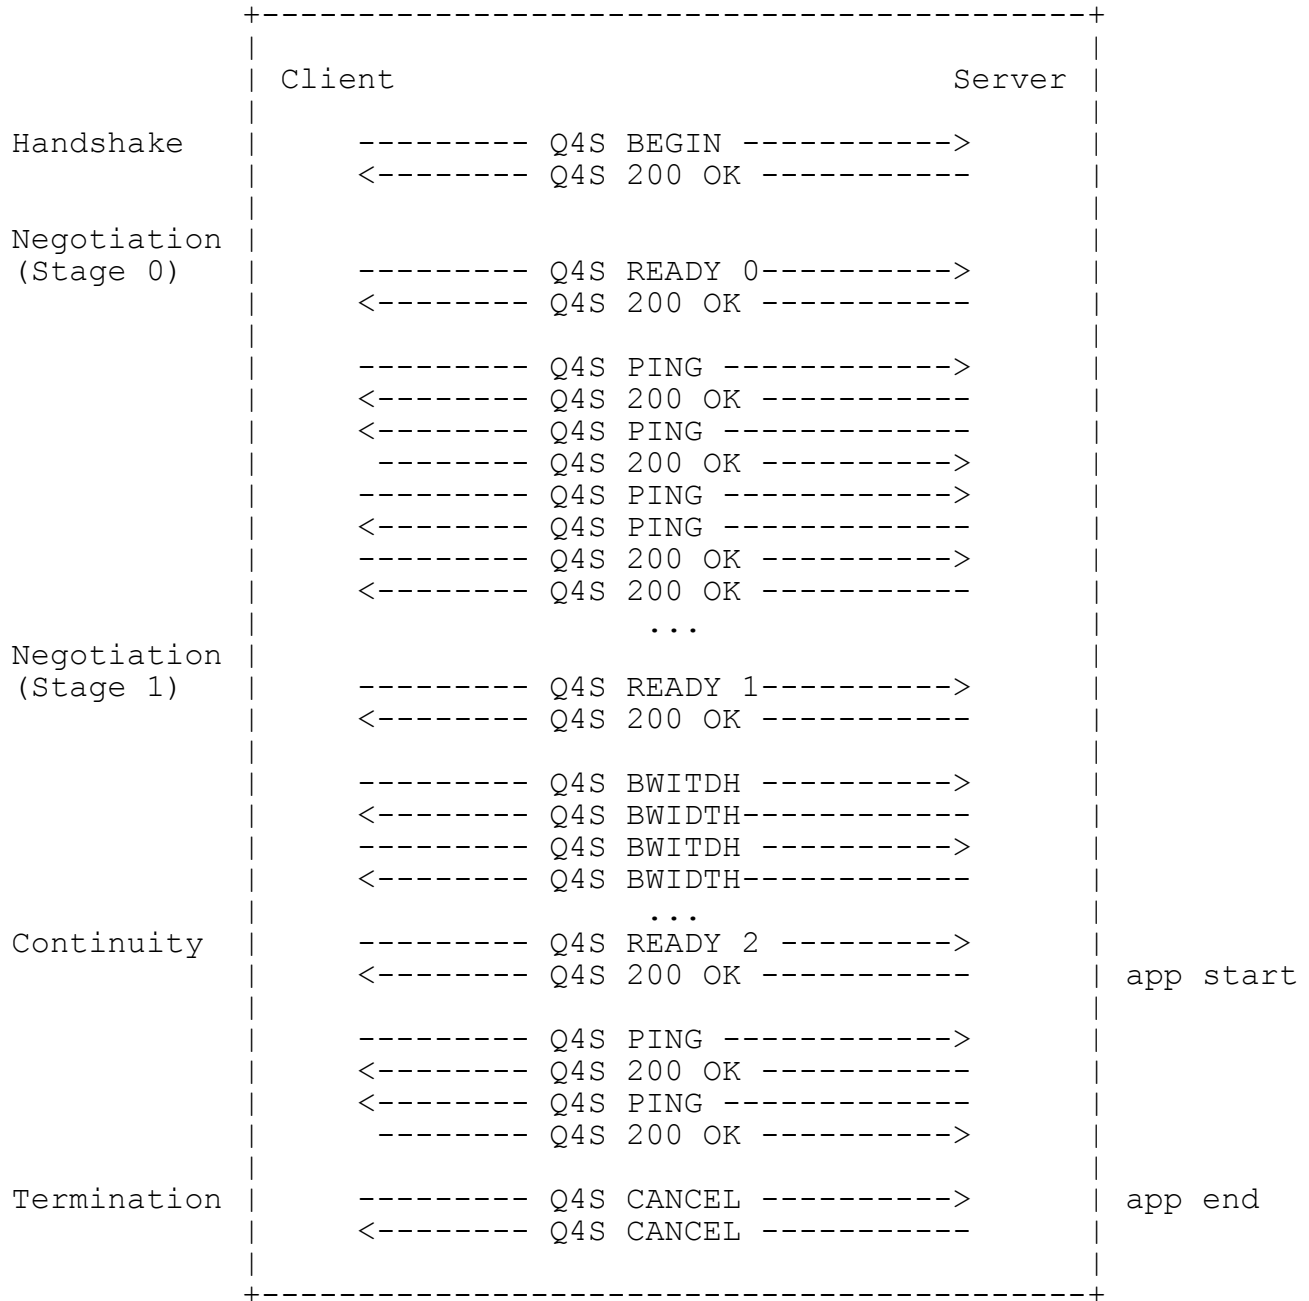 Client Server
Handshake --------- Q4S BEGIN ----------->
<-------- Q4S 200 OK -----------
Negotiation
(Stage 0) --------- Q4S READY 0---------->
<-------- Q4S 200 OK -----------
--------- Q4S PING ------------>
<-------- Q4S 200 OK -----------
<-------- Q4S PING -------------
-------- Q4S 200 OK ---------->
--------- Q4S PING ------------>
<-------- Q4S PING -------------
--------- Q4S 200 OK ---------->
<-------- Q4S 200 OK -----------
...
Negotiation
(Stage 1) --------- Q4S READY 1---------->
<-------- Q4S 200 OK -----------
--------- Q4S BWITDH ---------->
<-------- Q4S BWIDTH------------
--------- Q4S BWITDH ---------->
<-------- Q4S BWIDTH------------
...
Continuity --------- Q4S READY 2 --------->
<-------- Q4S 200 OK ----------- app start
--------- Q4S PING ------------>
<-------- Q4S 200 OK -----------
<-------- Q4S PING -------------
-------- Q4S 200 OK ---------->
Termination --------- Q4S CANCEL ----------> app end
<-------- Q4S CANCEL -----------